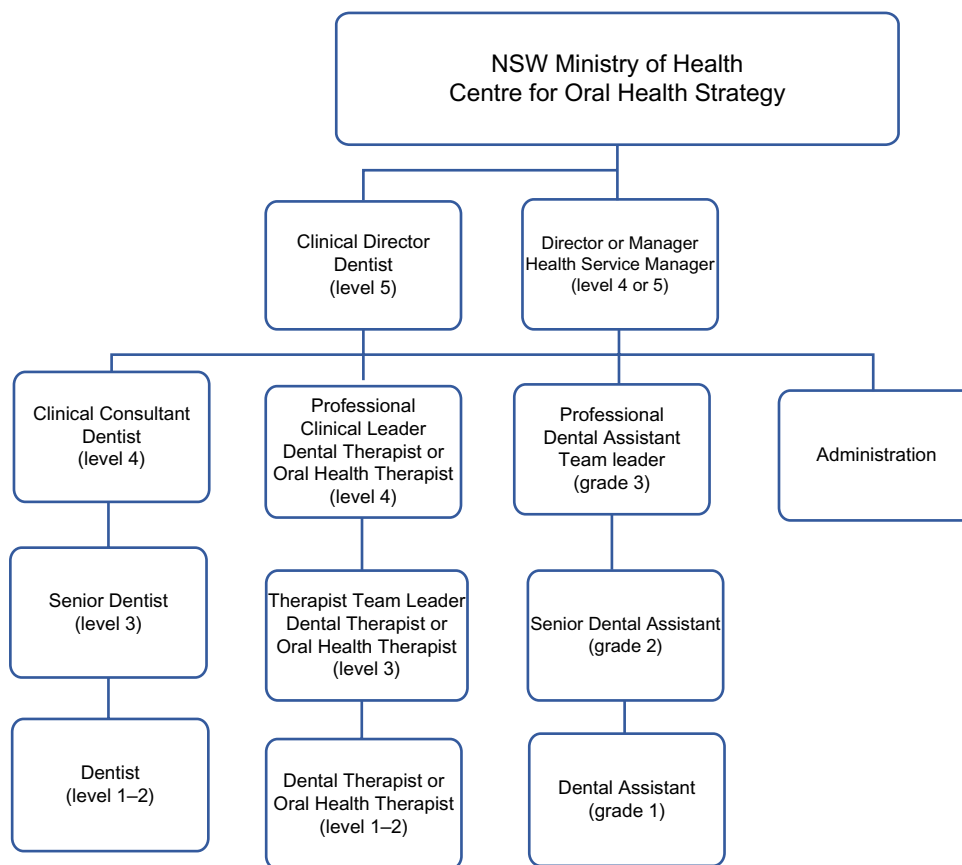 NSW Ministry of Health
Centre for Oral Health Strategy
Clinical Director
Dentist
(level 5)
Director or Manager
Health Service Manager
(level 4 or 5)
Clinical Consultant
Dentist
(level 4)
Professional
Clinical Leader
Dental Therapist or
Oral Health Therapist
(level 4)
Professional
Dental Assistant
Team leader
(grade 3)
Administration
Senior Dentist
(level 3)
Therapist Team Leader
Dental Therapist or
Oral Health Therapist
(level 3)
Senior Dental Assistant
(grade 2)
Dentist
(level 1–2)
Dental Therapist or
Oral Health Therapist
(level 1–2)
Dental Assistant
(grade 1)